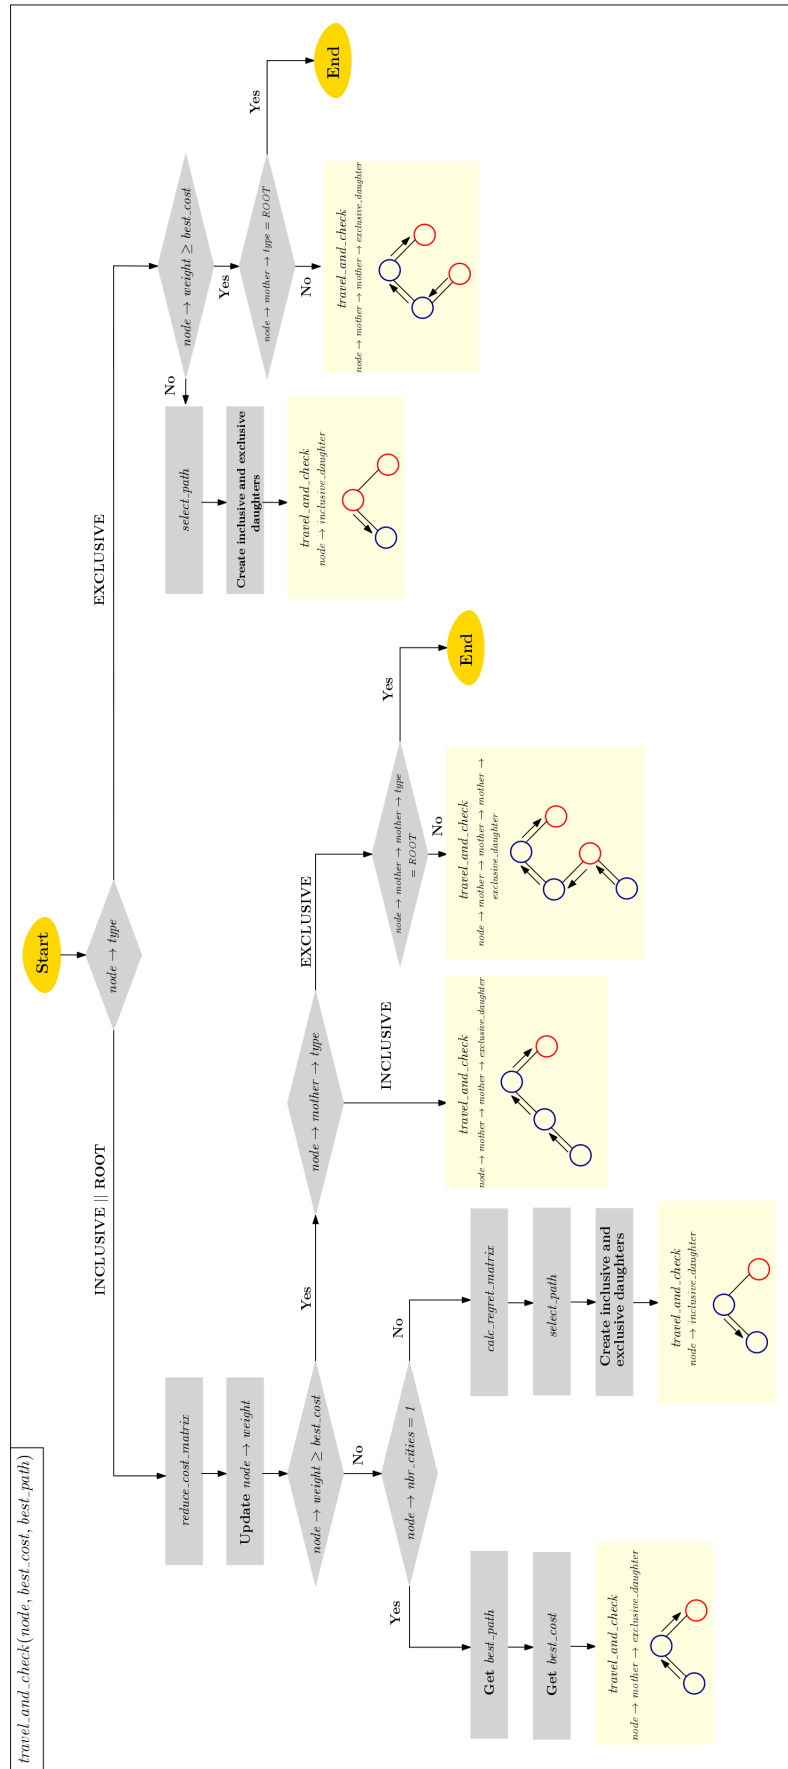 travel_and_check(node, best_cost, best_path)
Start
node → type
INCLUSIVE || ROOT
EXCLUSIVE
reduce_cost_matrix
Update node → weight
node → weight ≥ best_cost
Yes
No
node → nbr_cities = 1
Yes
No
Get best_path
Get best_cost
travel_and_check
node → mother → exclusive_daughter
calc_regret_matrix
select_path
Create inclusive and
exclusive daughters
travel_and_check
node → inclusive_daughter
node → mother → type
INCLUSIVE
EXCLUSIVE
travel_and_check
node → mother → mother → exclusive_daughter
node → mother → mother → type
= ROOT
Yes
No
travel_and_check
node → mother → mother → mother →
exclusive_daughter
End
node → weight ≥ best_cost
No
Yes
select_path
Create inclusive and exclusive
daughters
travel_and_check
node → inclusive_daughter
node → mother → type = ROOT
Yes
No
travel_and_check
node → mother → mother → exclusive_daughter
End